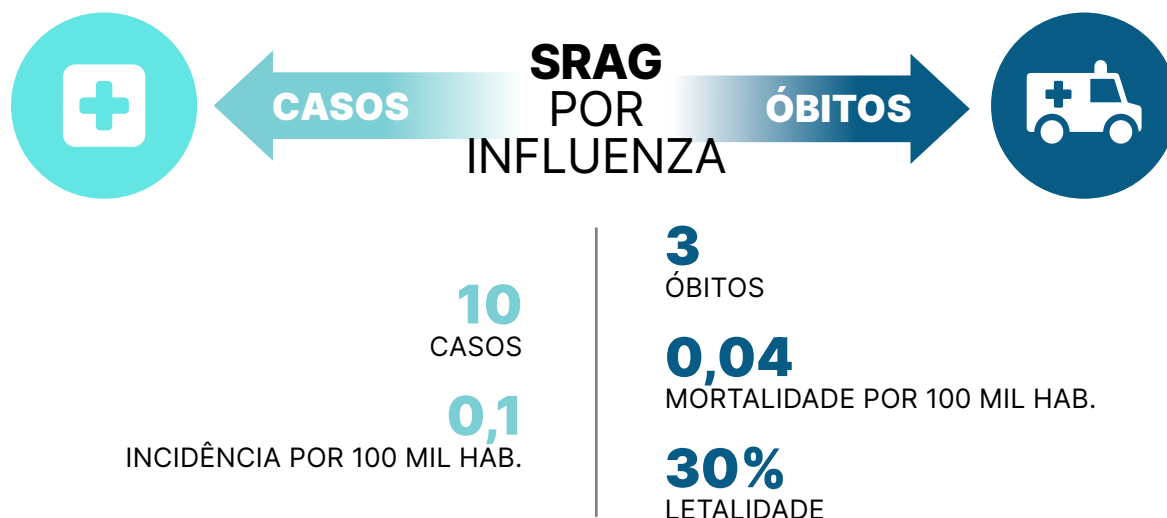 CASOS
SRAG
POR
INFLUENZA
ÓBITOS
10
CASOS
0,1
INCIDÊNCIA POR 100 MIL HAB.
3
ÓBITOS
0,04
MORTALIDADE POR 100 MIL HAB.
30%
LETALIDADE